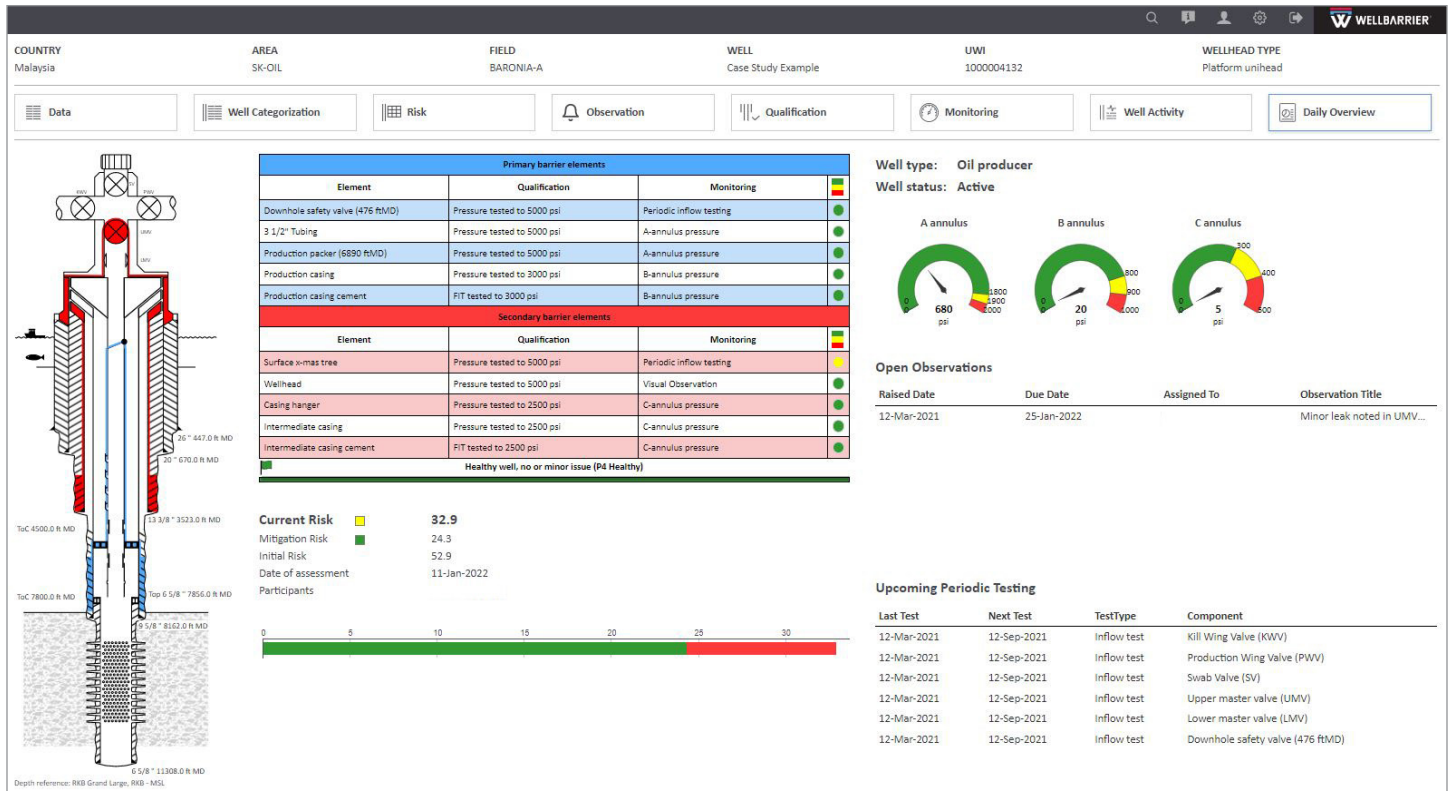 WELLBARRIER
COUNTRY AREA FIELD WELL UWI WELLHEAD TYPE
Malaysia SK-OIL BARONIA-A Case Study Example 1000004132 Platform unihead
Data Well Categorization Risk Observation Qualification Monitoring Well Activity Daily Overview
SV
KWV PWV
UMV
LMV
26 " 447.0 ft MD
20 " 670.0 ft MD
13 3/8 " 3523.0 ft MD
ToC 4500.0 ft MD
ToC 7800.0 ft MD
Top 6 5/8 " 7856.0 ft MD
9 5/8 " 8162.0 ft MD
6 5/8 " 11308.0 ft MD
Depth reference: RKB Grand Large, RKB - MSL
Primary barrier elements
Element Qualification Monitoring
Downhole safety valve (476 ftMD) Pressure tested to 5000 psi Periodic inflow testing
3 1/2" Tubing Pressure tested to 5000 psi A-annulus pressure
Production packer (6890 ftMD) Pressure tested to 5000 psi A-annulus pressure
Production casing Pressure tested to 3000 psi B-annulus pressure
Production casing cement FIT tested to 3000 psi B-annulus pressure
Secondary barrier elements
Element Qualification Monitoring
Surface x-mas tree Pressure tested to 5000 psi Periodic inflow testing
Wellhead Pressure tested to 5000 psi Visual Observation
Casing hanger Pressure tested to 2500 psi C-annulus pressure
Intermediate casing Pressure tested to 2500 psi C-annulus pressure
Intermediate casing cement FIT tested to 2500 psi C-annulus pressure
Healthy well, no or minor issue (P4 Healthy)
Current Risk 32.9
Mitigation Risk 24.3
Initial Risk 52.9
Date of assessment 11-Jan-2022
Participants
0 5 10 15 20 25 30
Well type: Oil producer
Well status: Active
A annulus B annulus C annulus
0 1800 1900 2000
680
psi
0 800 900 1000
20
psi
0 300 400 500
5
psi
Open Observations
Raised Date Due Date Assigned To Observation Title
12-Mar-2021 25-Jan-2022 Minor leak noted in UMV...
Upcoming Periodic Testing
Last Test Next Test TestType Component
12-Mar-2021 12-Sep-2021 Inflow test Kill Wing Valve (KWV)
12-Mar-2021 12-Sep-2021 Inflow test Production Wing Valve (PWV)
12-Mar-2021 12-Sep-2021 Inflow test Swab Valve (SV)
12-Mar-2021 12-Sep-2021 Inflow test Upper master valve (UMV)
12-Mar-2021 12-Sep-2021 Inflow test Lower master valve (LMV)
12-Mar-2021 12-Sep-2021 Inflow test Downhole safety valve (476 ftMD)